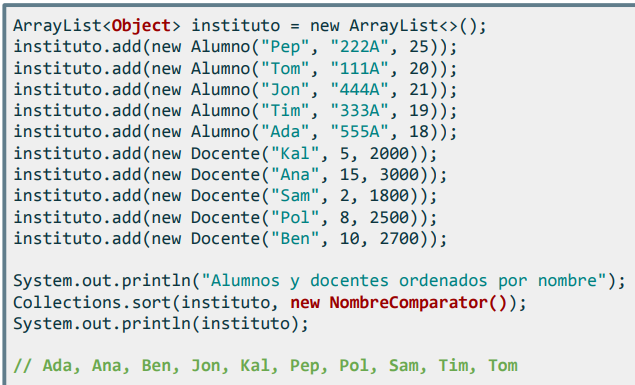 ArrayList<Object> instituto = new ArrayList<>();
instituto.add(new Alumno("Pep", "222A", 25));
instituto.add(new Alumno("Tom", "111A", 20));
instituto.add(new Alumno("Jon", "444A", 21));
instituto.add(new Alumno("Tim", "333A", 19));
instituto.add(new Alumno("Ada", "555A", 18));
instituto.add(new Docente("Kal", 5, 2000));
instituto.add(new Docente("Ana", 15, 3000));
instituto.add(new Docente("Sam", 2, 1800));
instituto.add(new Docente("Pol", 8, 2500));
instituto.add(new Docente("Ben", 10, 2700));
System.out.println("Alumnos y docentes ordenados por nombre");
Collections.sort(instituto, new NombreComparator());
System.out.println(instituto);
// Ada, Ana, Ben, Jon, Kal, Pep, Pol, Sam, Tim, Tom